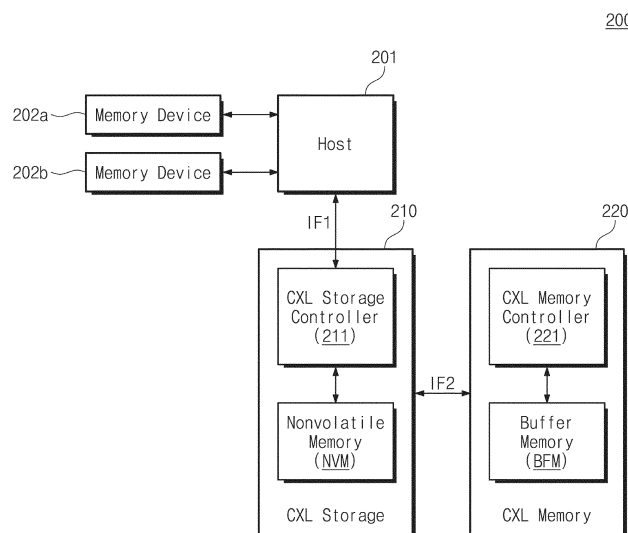 200
201
202a
Memory Device
Host
202b
Memory Device
IF1
210
220
CXL Storage
Controller
(211)
CXL Memory
Controller
(221)
IF2
Nonvolatile
Memory
(NVM)
Buffer
Memory
(BFM)
CXL Storage
CXL Memory